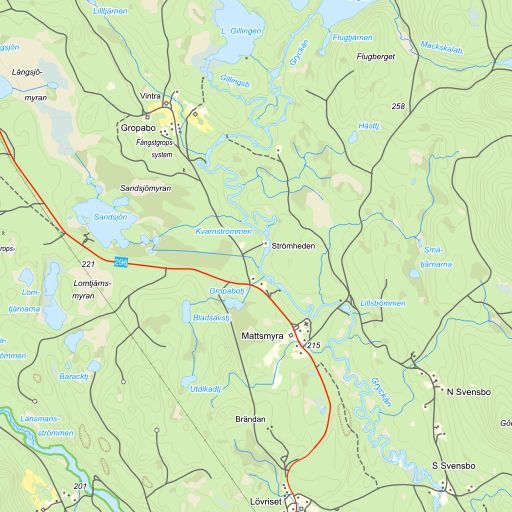 Lilltjärnen
L. Gillingen
Gryckån
Flugtjärnen
Flugberget
Mackskalab.
Långsjö-
myran
Gillingsb.
Vintra
258
Gropabo
Hästtj.
Fångstgrops-
system
Sandsjömyran
Sandsjön
Kvarnströmmen
Strömheden
Små-
tjärnarna
221
296
Lomtjärns-
myran
Lom-
tjärnarna
Gropabotj.
Lillströmmen
Bladsävstj.
Mattsmyra
215
Baracktj.
Utdikadtj.
Gryckån
N Svensbo
Länsmans-
strömmen
Brändan
S Svensbo
201
Lövriset